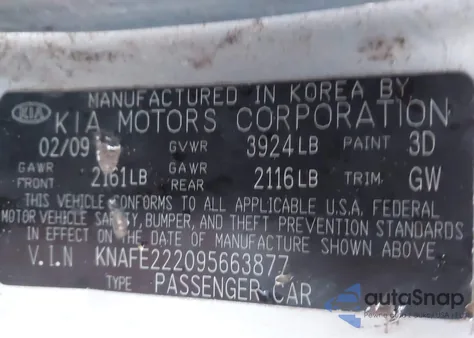 MANUFACTURED IN KOREA BY
KIA KIA MOTORS CORPORATION
02/09 GVWR 3924LB PAINT 3D
GAWR FRONT 2161LB GAWR REAR 2116LB TRIM GW
THIS VEHICLE CONFORMS TO ALL APPLICABLE U.S.A. FEDERAL
MOTOR VEHICLE SAFETY, BUMPER, AND THEFT PREVENTION STANDARDS
IN EFFECT ON THE DATE OF MANUFACTURE SHOWN ABOVE.
V.I.N KNAFE222095663877
TYPE PASSENGER CAR
autoSnap